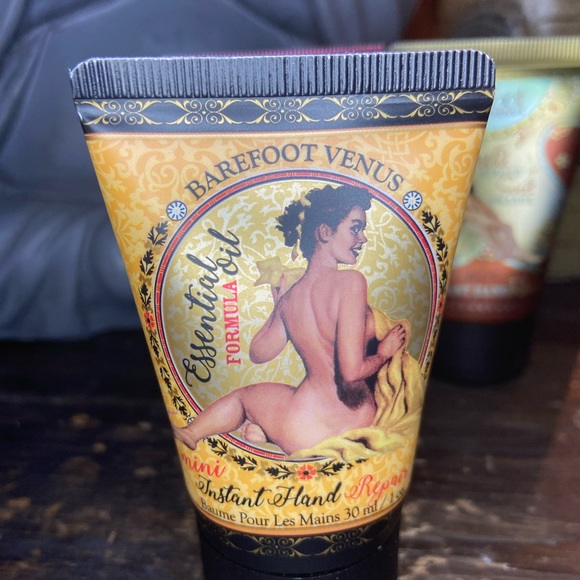 BAREFOOT VENUS
Essential
FORMULA
oil
mini
Instant Hand Repair
Baume Pour Les Mains 30 ml /